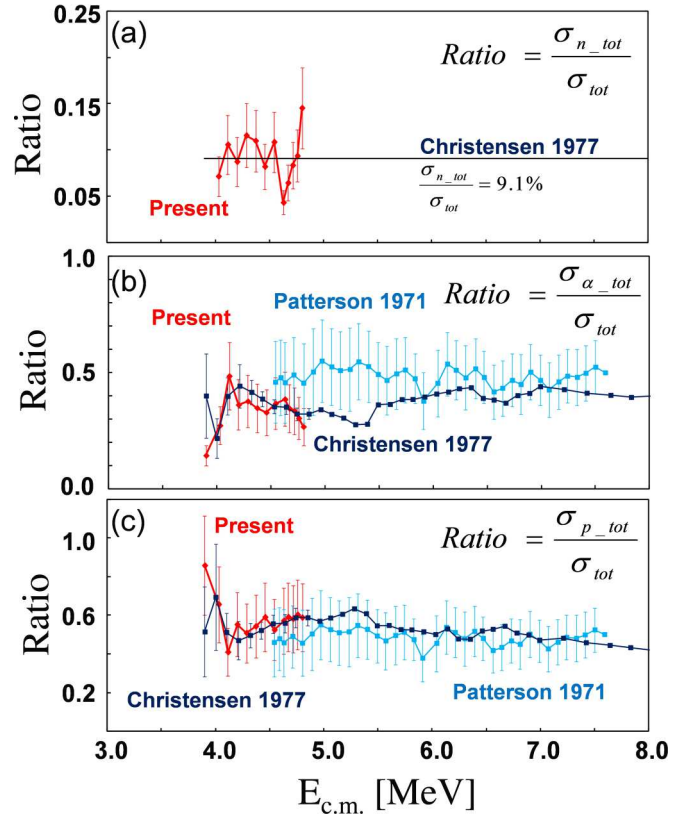 0.25
(a)
Ratio = σn_tot / σtot
0.15
Christensen 1977
σn_tot / σtot = 9.1%
Ratio
0.05
Present
1.0
(b)
Patterson 1971
Ratio = σα_tot / σtot
Present
0.5
Ratio
Christensen 1977
0.0
(c)
Present
Ratio = σp_tot / σtot
1.0
0.6
Ratio
0.2
Christensen 1977
Patterson 1971
3.0 4.0 5.0 6.0 7.0 8.0
Ec.m. [MeV]